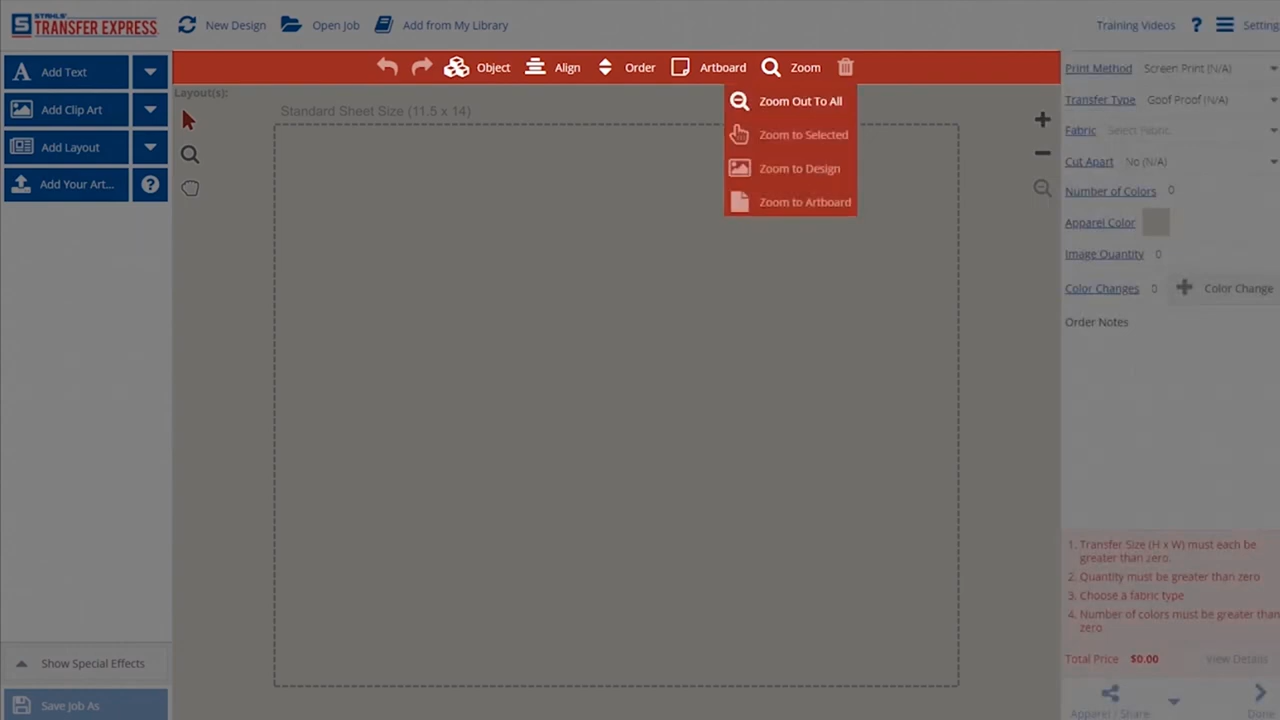 S STAHLS'
TRANSFER EXPRESS
New Design
Open Job
Add from My Library
Training Videos
?
Settin
Add Text
Add Clip Art
Add Layout
Add Your Art...
?
Object
Align
Order
Artboard
Zoom
Zoom Out To All
Zoom to Selected
Zoom to Design
Zoom to Artboard
Layout(s):
Standard Sheet Size (11.5 x 14)
Print Method Screen Print (N/A)
Transfer Type Goof Proof (N/A)
Fabric Select Fabric
Cut Apart No (N/A)
Number of Colors 0
Apparel Color
Image Quantity 0
Color Changes 0 Color Change
Order Notes
1. Transfer Size (H x W) must each be
greater than zero.
2. Quantity must be greater than zero
3. Choose a fabric type
4. Number of colors must be greater than
zero
Total Price $0.00 View Details
Show Special Effects
Save Job As
Apparel / Share
Done